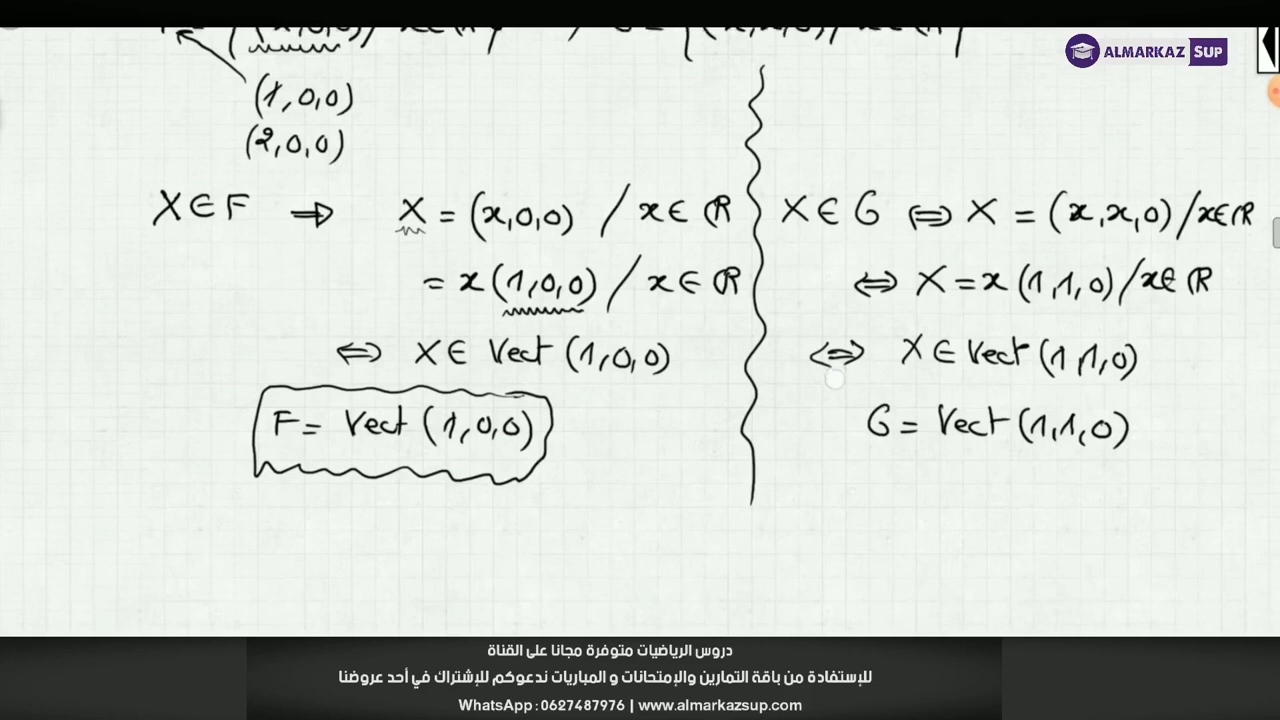 ALMARKAZ SUP
(1,0,0)
(2,0,0)
X ∈ F ⇒ X = (x,0,0) / x ∈ ℝ
= x (1,0,0) / x ∈ ℝ
⇔ X ∈ Vect (1,0,0)
F = Vect (1,0,0)
X ∈ G ⇔ X = (x,x,0) / x ∈ ℝ
⇔ X = x (1,1,0) / x ∈ ℝ
⇔ X ∈ Vect (1,1,0)
G = Vect (1,1,0)
دروس الرياضيات متوفرة مجانا على القناة
للإستفادة من باقة التمارين والإمتحانات و المباريات ندعوكم للإشتراك في أحد عروضنا
WhatsApp : 0627487976 | www.almarkazsup.com